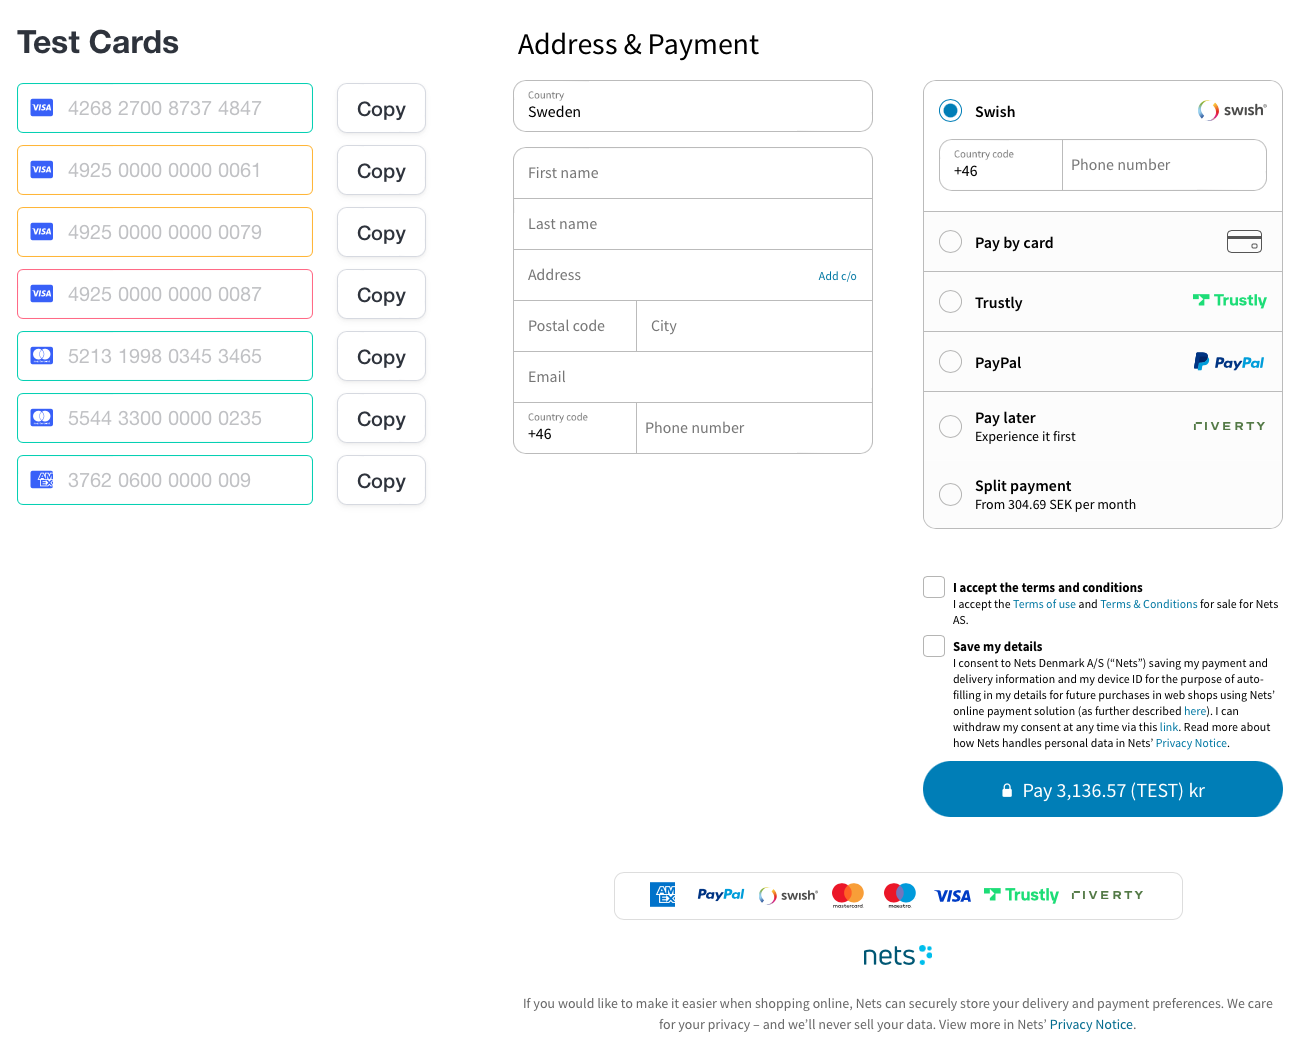 Test Cards
VISA 4268 2700 8737 4847 Copy
VISA 4925 0000 0000 0061 Copy
VISA 4925 0000 0000 0079 Copy
VISA 4925 0000 0000 0087 Copy
5213 1998 0345 3465 Copy
5544 3300 0000 0235 Copy
AMEX 3762 0600 0000 009 Copy
Address & Payment
Country
Sweden
First name
Last name
Address Add c/o
Postal code City
Email
Country code
+46 Phone number
Swish swish®
Country code
+46 Phone number
Pay by card
Trustly Trustly
PayPal PayPal
Pay later
Experience it first RIVERTY
Split payment
From 304.69 SEK per month
I accept the terms and conditions
I accept the Terms of use and Terms & Conditions for sale for Nets
AS.
Save my details
I consent to Nets Denmark A/S (“Nets”) saving my payment and
delivery information and my device ID for the purpose of auto-
filling in my details for future purchases in web shops using Nets’
online payment solution (as further described here). I can
withdraw my consent at any time via this link. Read more about
how Nets handles personal data in Nets’ Privacy Notice.
Pay 3,136.57 (TEST) kr
AMEX PayPal swish® mastercard maestro VISA Trustly RIVERTY
nets
If you would like to make it easier when shopping online, Nets can securely store your delivery and payment preferences. We care
for your privacy – and we’ll never sell your data. View more in Nets’ Privacy Notice.